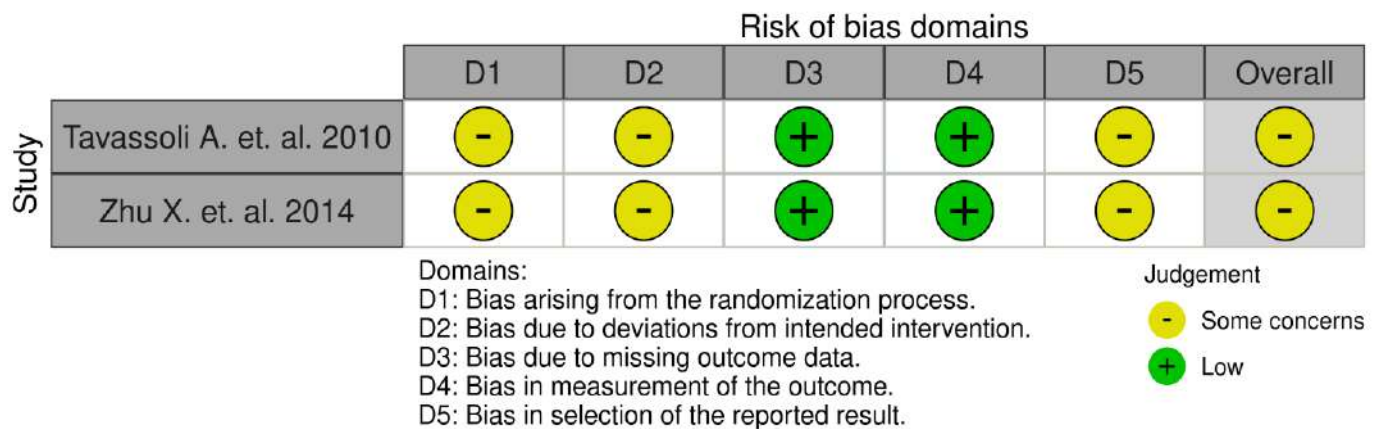 Risk of bias domains
D1 D2 D3 D4 D5 Overall
Study
Tavassoli A. et. al. 2010 - - + + - -
Zhu X. et. al. 2014 - - + + - -
Domains:
D1: Bias arising from the randomization process.
D2: Bias due to deviations from intended intervention.
D3: Bias due to missing outcome data.
D4: Bias in measurement of the outcome.
D5: Bias in selection of the reported result.
Judgement
- Some concerns
+ Low